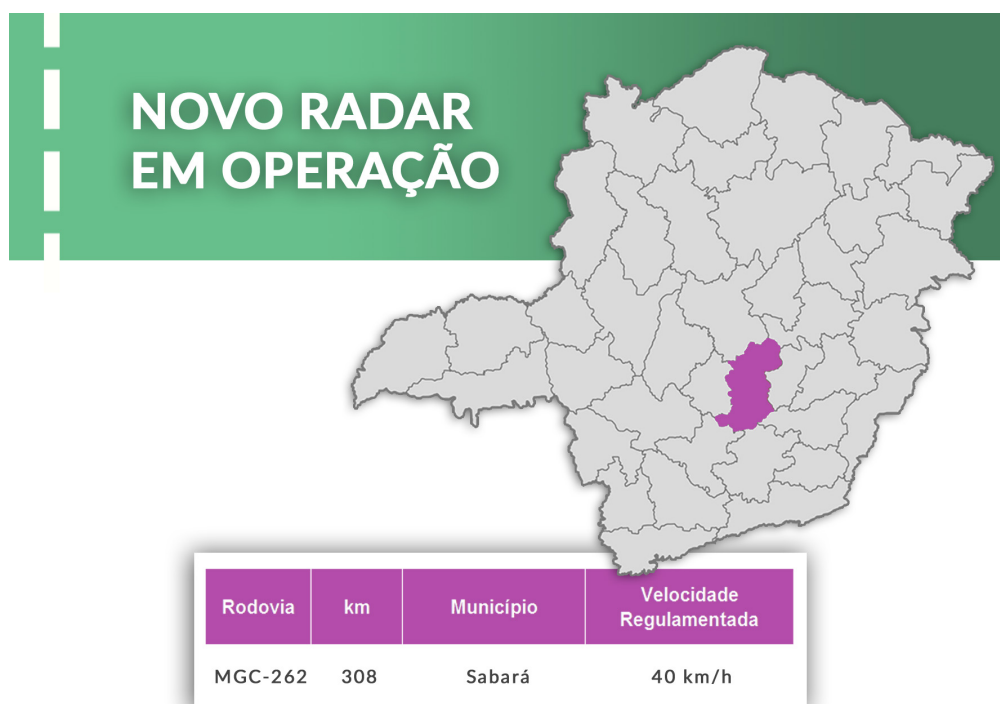 NOVO RADAR
EM OPERAÇÃO
Rodovia km Município Velocidade
Regulamentada
MGC-262 308 Sabará 40 km/h